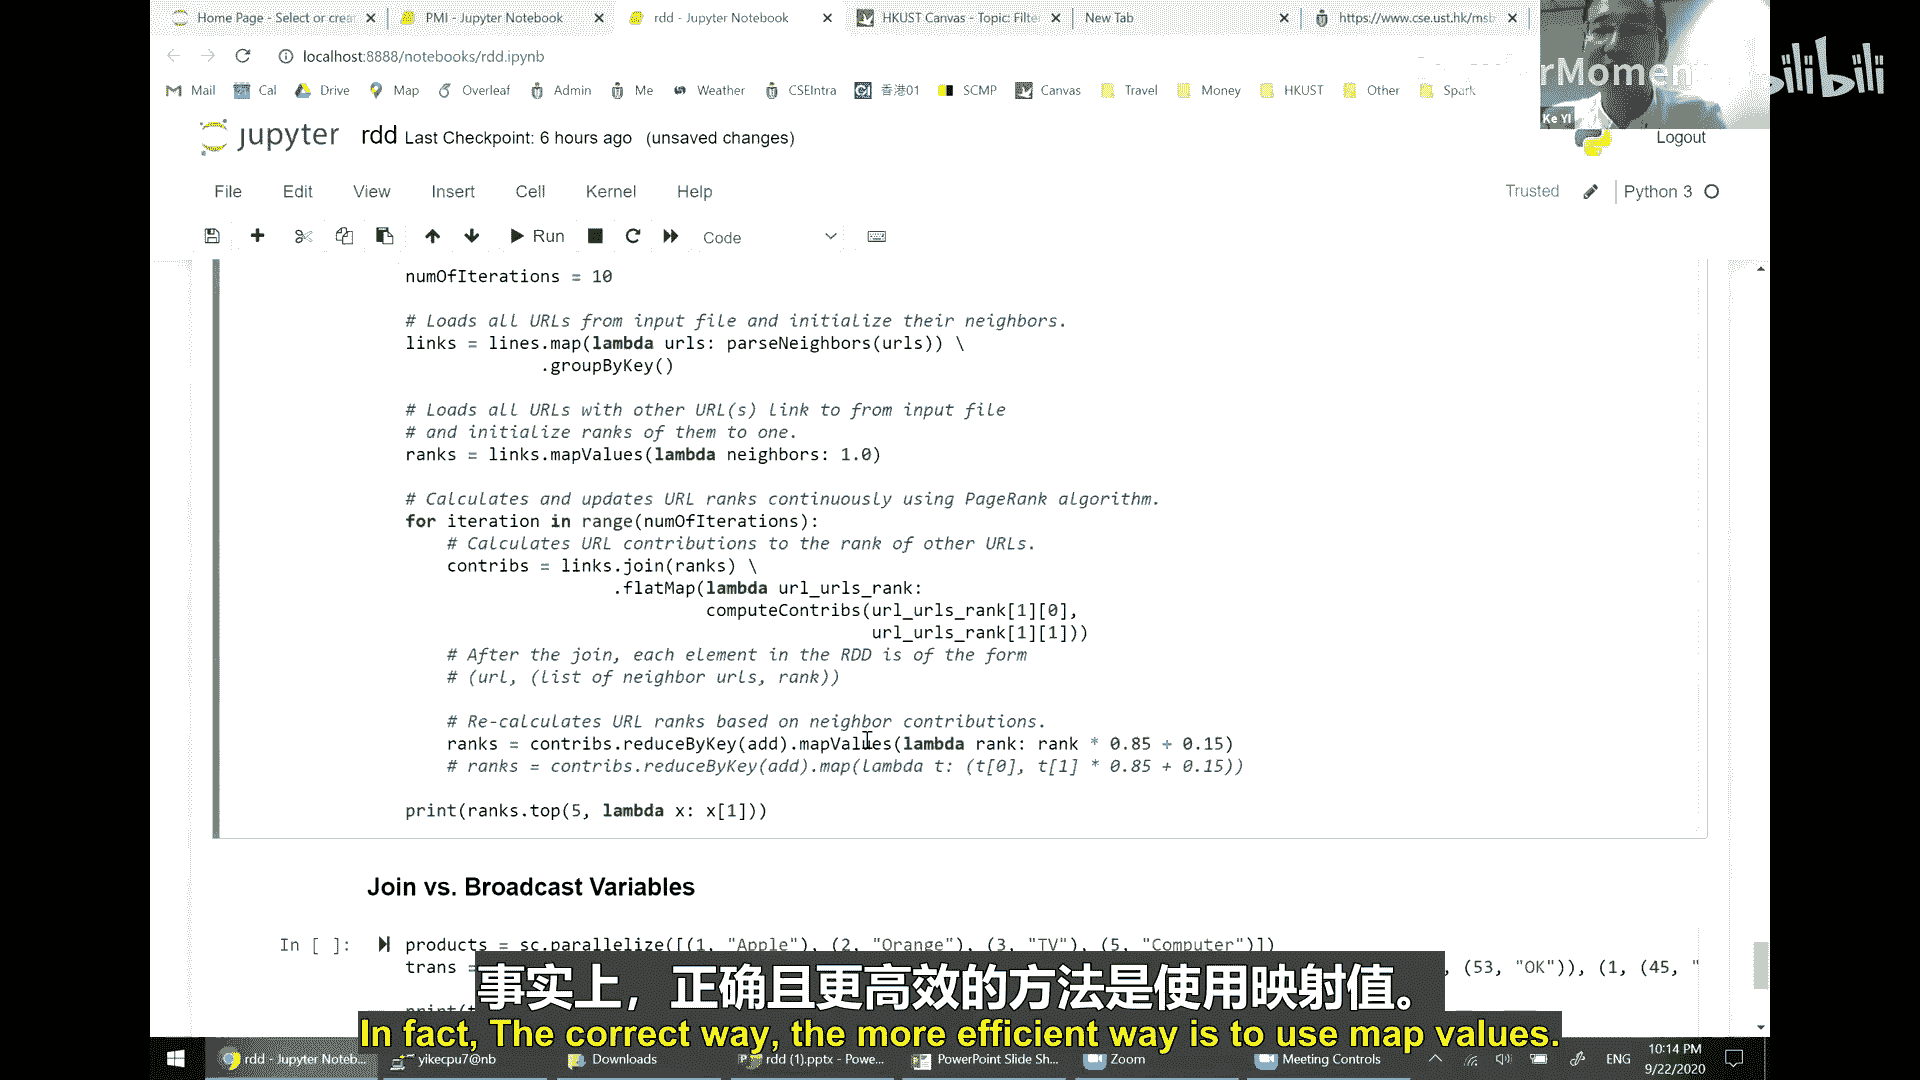 Home Page - Select or crea
PMI - Jupyter Notebook
rdd - Jupyter Notebook
HKUST Canvas - Topic: Filte
New Tab
https://www.cse.ust.hk/msb
localhost:8888/notebooks/rdd.ipynb
Mail Cal Drive Map Overleaf Admin Me Weather CSEIntra 香港01 SCMP Canvas Travel Money HKUST Other Spark
rMomen
bilibili
Ke YI
jupyter rdd Last Checkpoint: 6 hours ago (unsaved changes)
Logout
File Edit View Insert Cell Kernel Help
Trusted Python 3
Run Code
numOfIterations = 10
# Loads all URLs from input file and initialize their neighbors.
links = lines.map(lambda urls: parseNeighbors(urls)) \
.groupByKey()
# Loads all URLs with other URL(s) link to from input file
# and initialize ranks of them to one.
ranks = links.mapValues(lambda neighbors: 1.0)
# Calculates and updates URL ranks continuously using PageRank algorithm.
for iteration in range(numOfIterations):
# Calculates URL contributions to the rank of other URLs.
contribs = links.join(ranks) \
.flatMap(lambda url_urls_rank:
computeContribs(url_urls_rank[1][0],
url_urls_rank[1][1]))
# After the join, each element in the RDD is of the form
# (url, (list of neighbor urls, rank))
# Re-calculates URL ranks based on neighbor contributions.
ranks = contribs.reduceByKey(add).mapValues(lambda rank: rank * 0.85 + 0.15)
# ranks = contribs.reduceByKey(add).map(lambda t: (t[0], t[1] * 0.85 + 0.15))
print(ranks.top(5, lambda x: x[1]))
Join vs. Broadcast Variables
In [ ]: products = sc.parallelize([(1, "Apple"), (2, "Orange"), (3, "TV"), (5, "Computer")])
trans = , (53, "OK")), (1, (45, "
事实上，正确且更高效的方法是使用映射值。
In fact, The correct way, the more efficient way is to use map values.
rdd - Jupyter Noteb...
yikecpu7@nb
Downloads
rdd (1).pptx - Powe...
PowerPoint Slide Sh...
Zoom
Meeting Controls
ENG
10:14 PM
9/22/2020